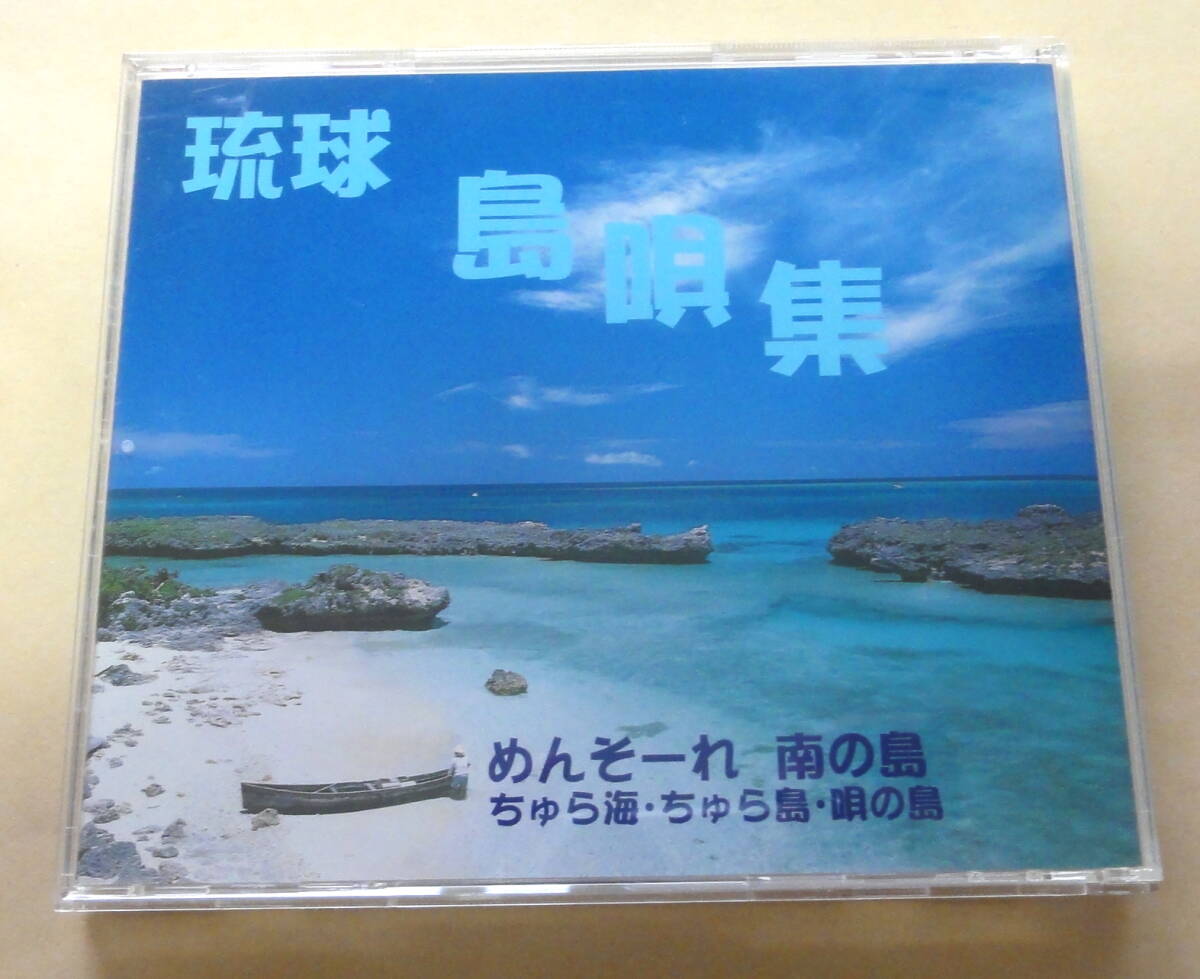 琉球
島唄集
めんそーれ 南の島
ちゅら海・ちゅら島・唄の島